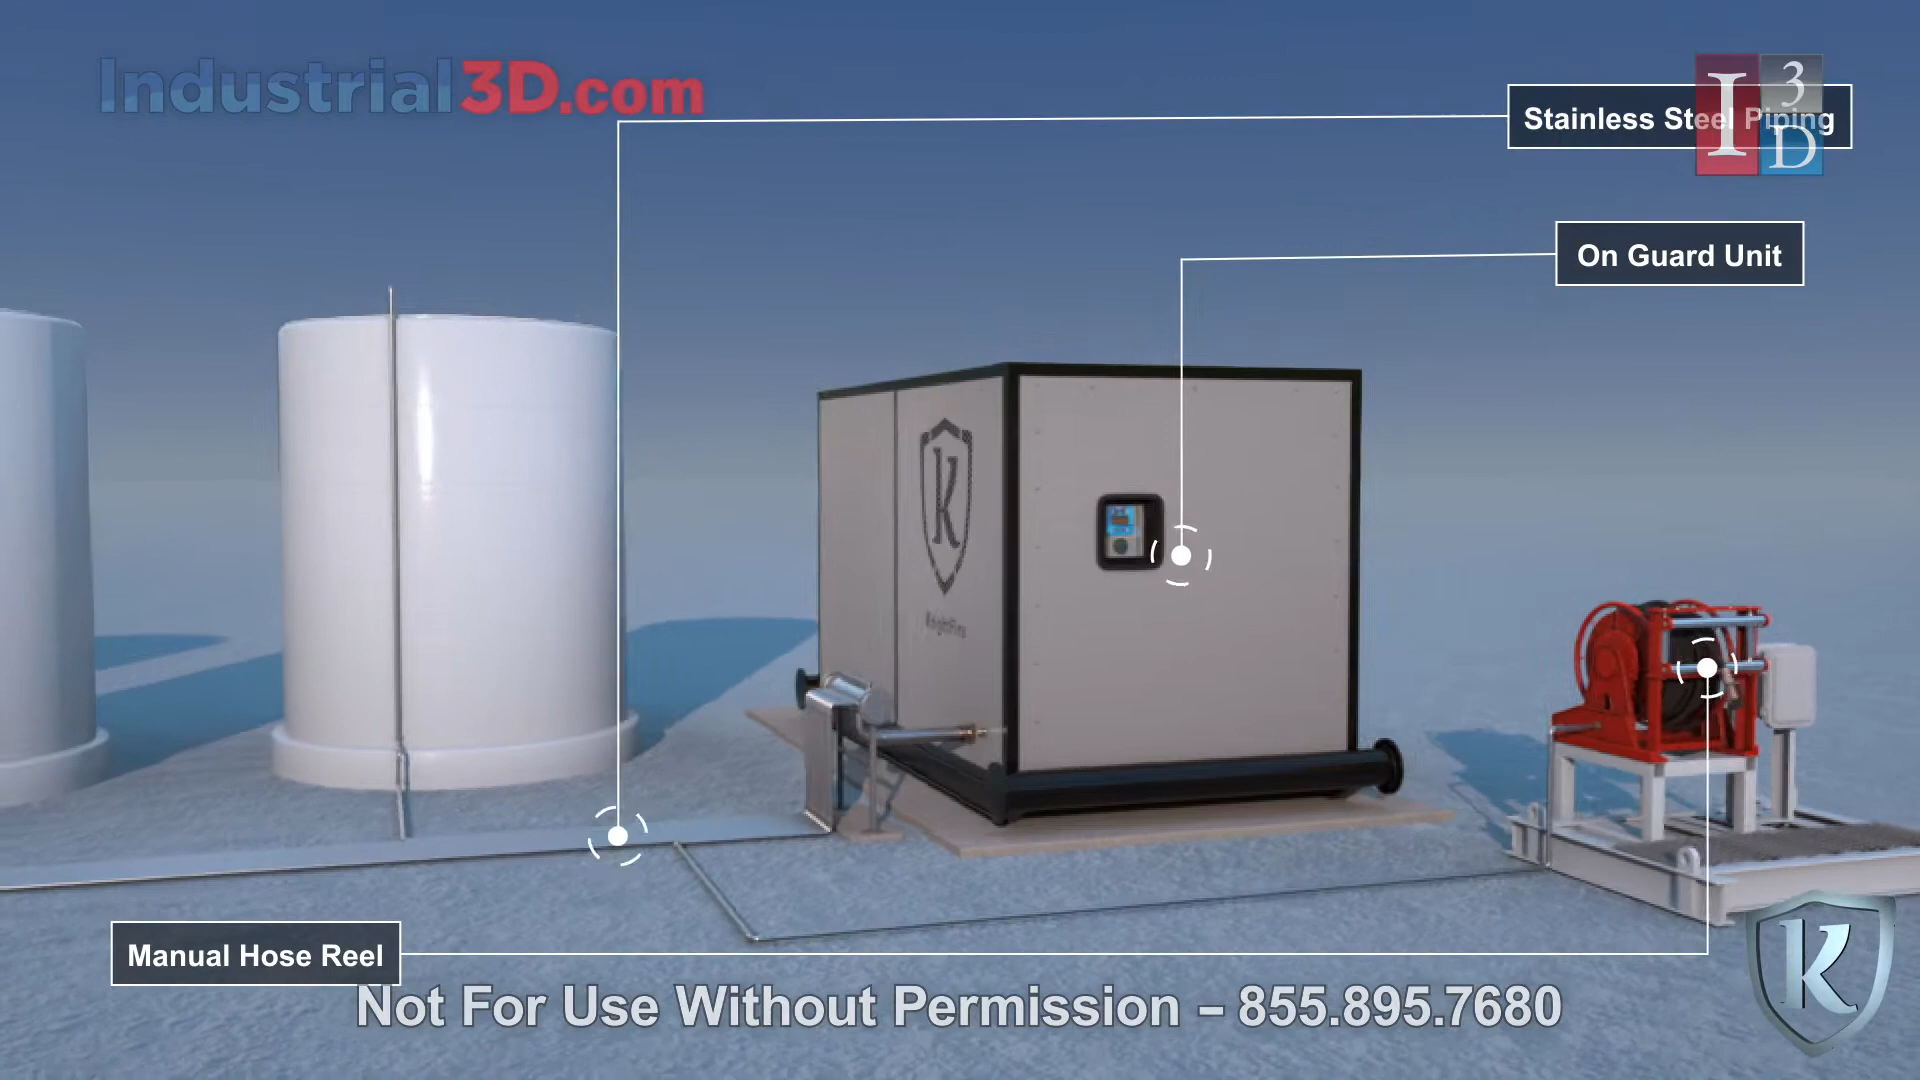 Industrial3D.com
I 3 D
Stainless Steel Piping
On Guard Unit
K
KnightFire
Manual Hose Reel
Not For Use Without Permission – 855.895.7680
K